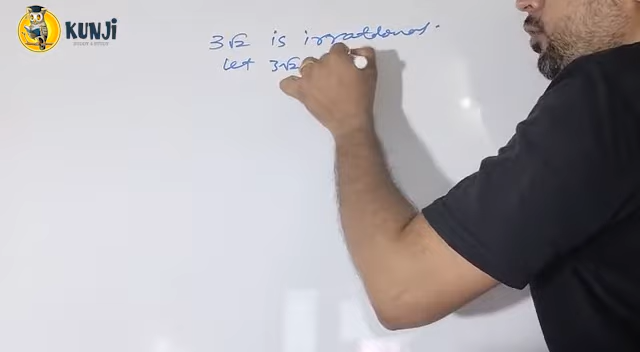 KUNJI
3√2 is irrational.
let 3√2